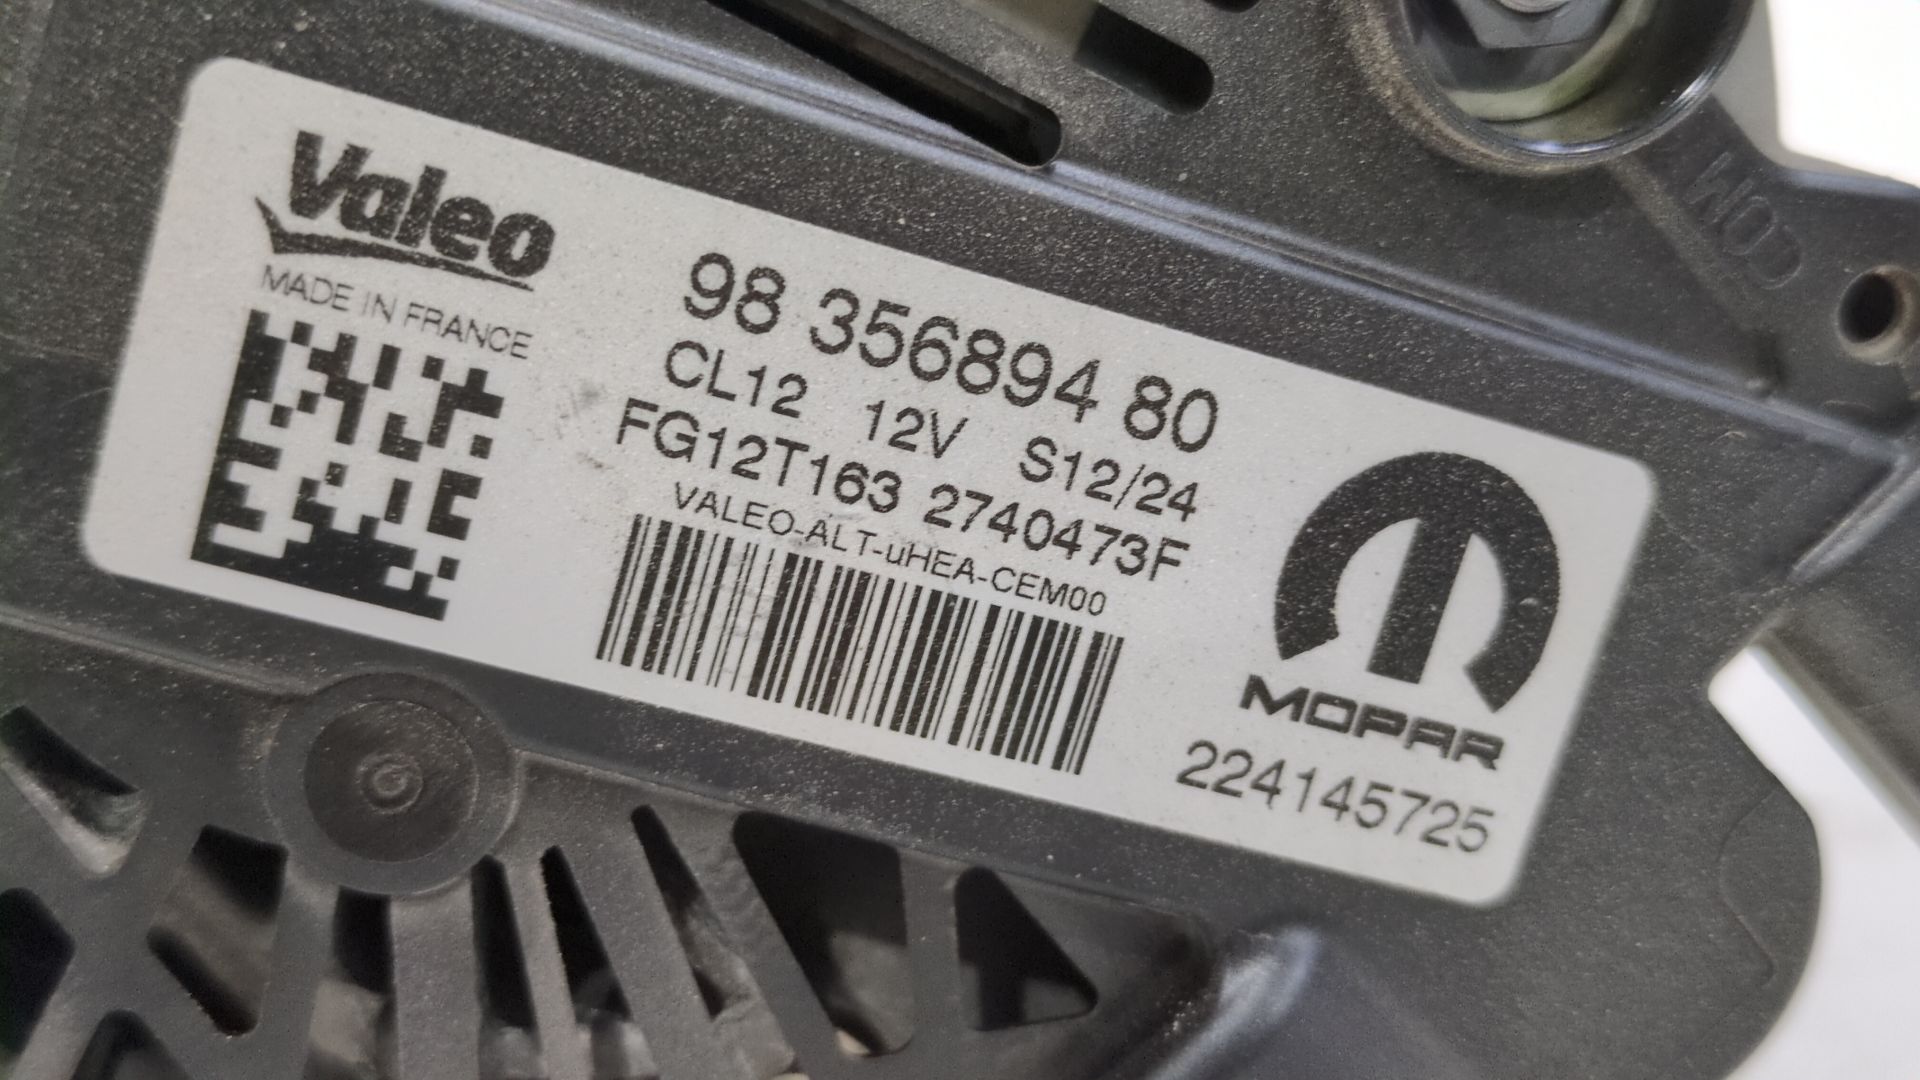 COM
Valeo
MADE IN FRANCE
98 356894 80
CL12 12V S12/24
FG12T163 2740473F
VALEO-ALT-uHEA-CEM00
MOPAR
224145725